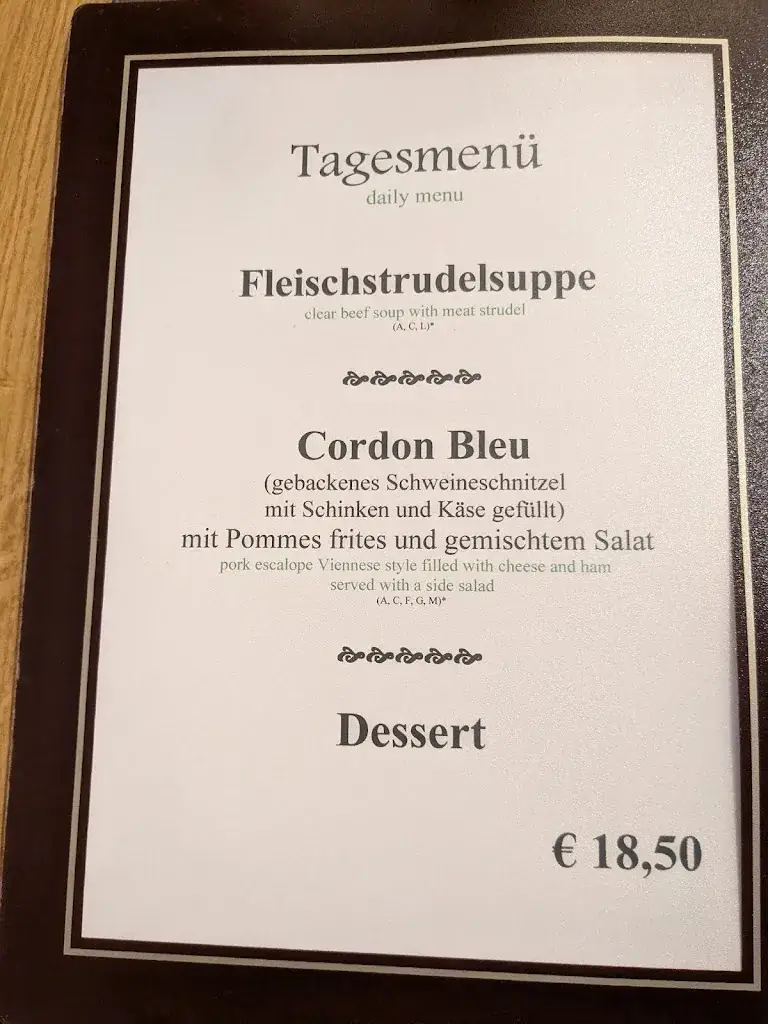 Tagesmenü
daily menu
Fleischstrudelsuppe
clear beef soup with meat strudel
(A, C, L)*
Cordon Bleu
(gebackenes Schweineschnitzel
mit Schinken und Käse gefüllt)
mit Pommes frites und gemischtem Salat
pork escalope Viennese style filled with cheese and ham
served with a side salad
(A, C, F, G, M)*
Dessert
€ 18,50